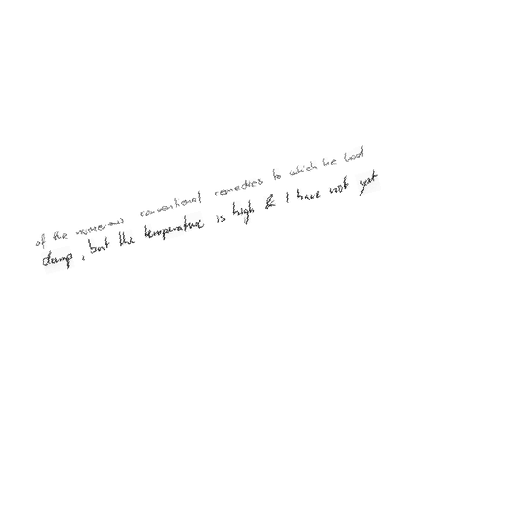 of the numerous conventional remedies to which he had
damp, but the temperature is high & I have not yet